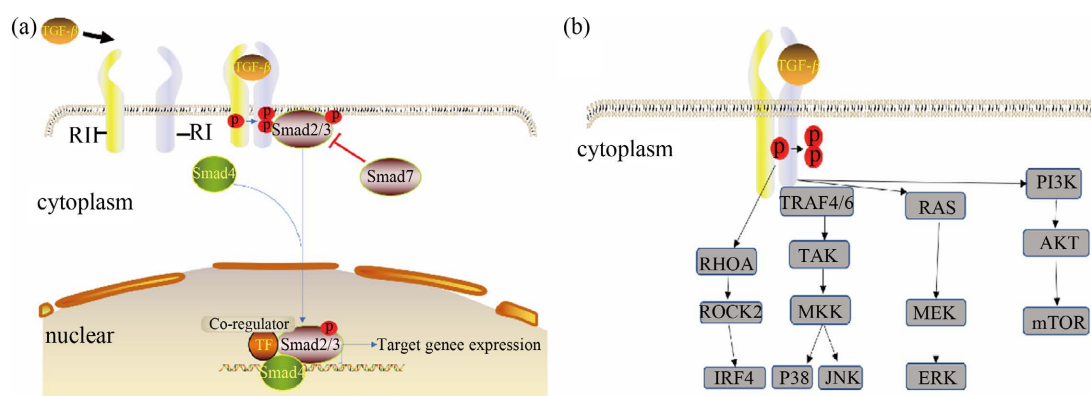 (a)
TGF-β
TGF-β
RII
RI
p
p
p
p
Smad2/3
Smad4
Smad7
cytoplasm
nuclear
Co-regulator
p
TF
Smad2/3
Target genee expression
Smad4
(b)
TGF-β
cytoplasm
p
p
p
PI3K
TRAF4/6
RAS
AKT
RHOA
TAK
ROCK2
MKK
MEK
mTOR
IRF4
P38
JNK
ERK